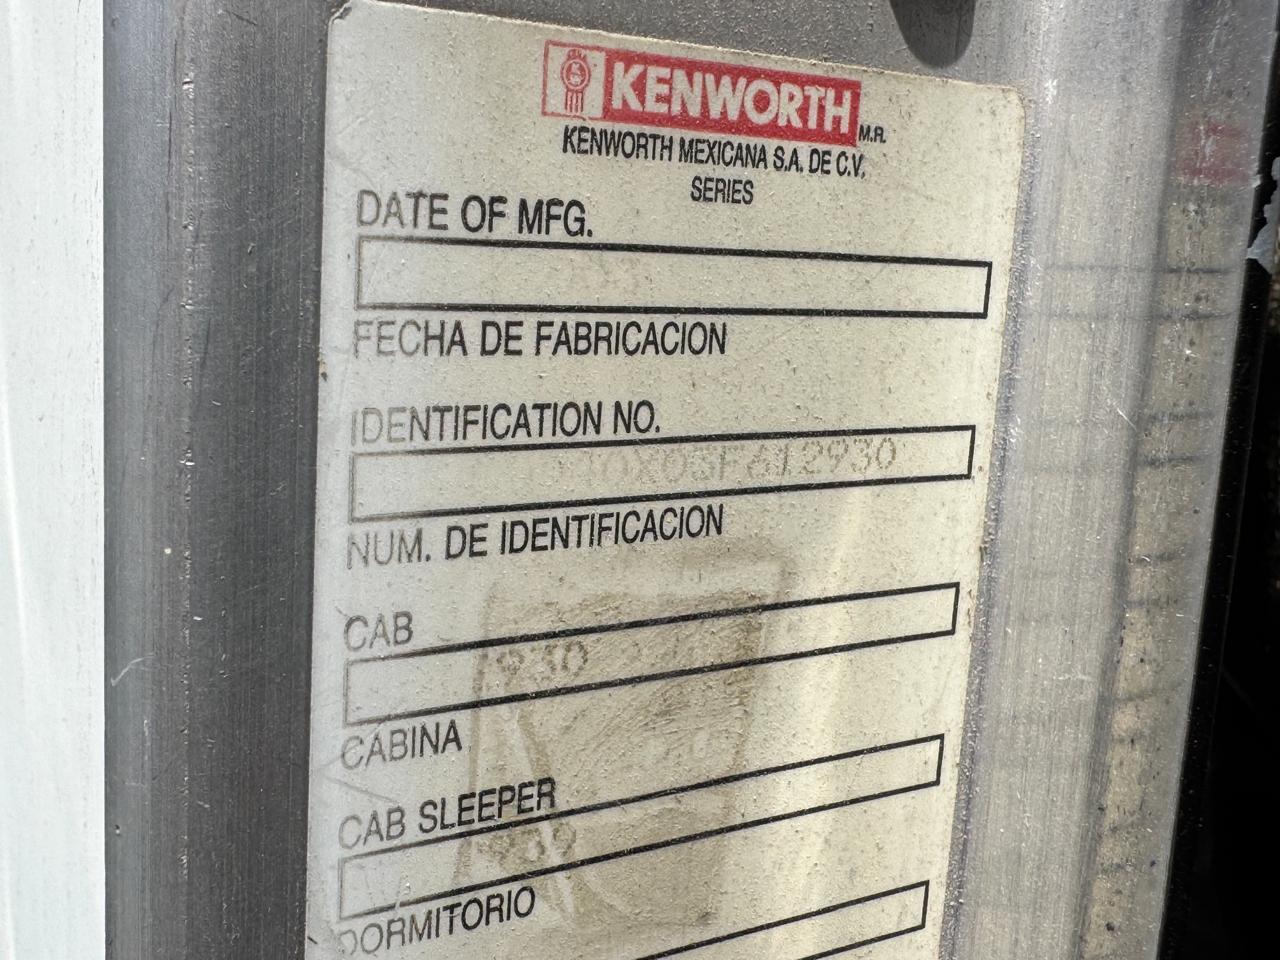 KENWORTH M.R.
KENWORTH MEXICANA S.A. DE C.V.
SERIES
DATE OF MFG.
FECHA DE FABRICACION
IDENTIFICATION NO.
NUM. DE IDENTIFICACION
CAB
CABINA
CAB SLEEPER
DORMITORIO